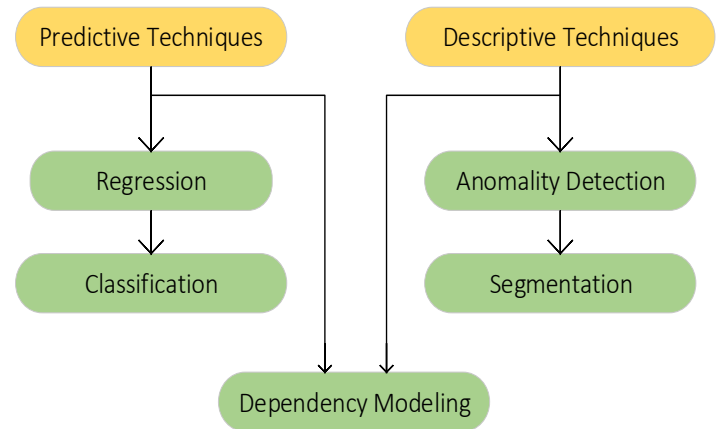 Predictive Techniques
Descriptive Techniques
Regression
Anomality Detection
Classification
Segmentation
Dependency Modeling